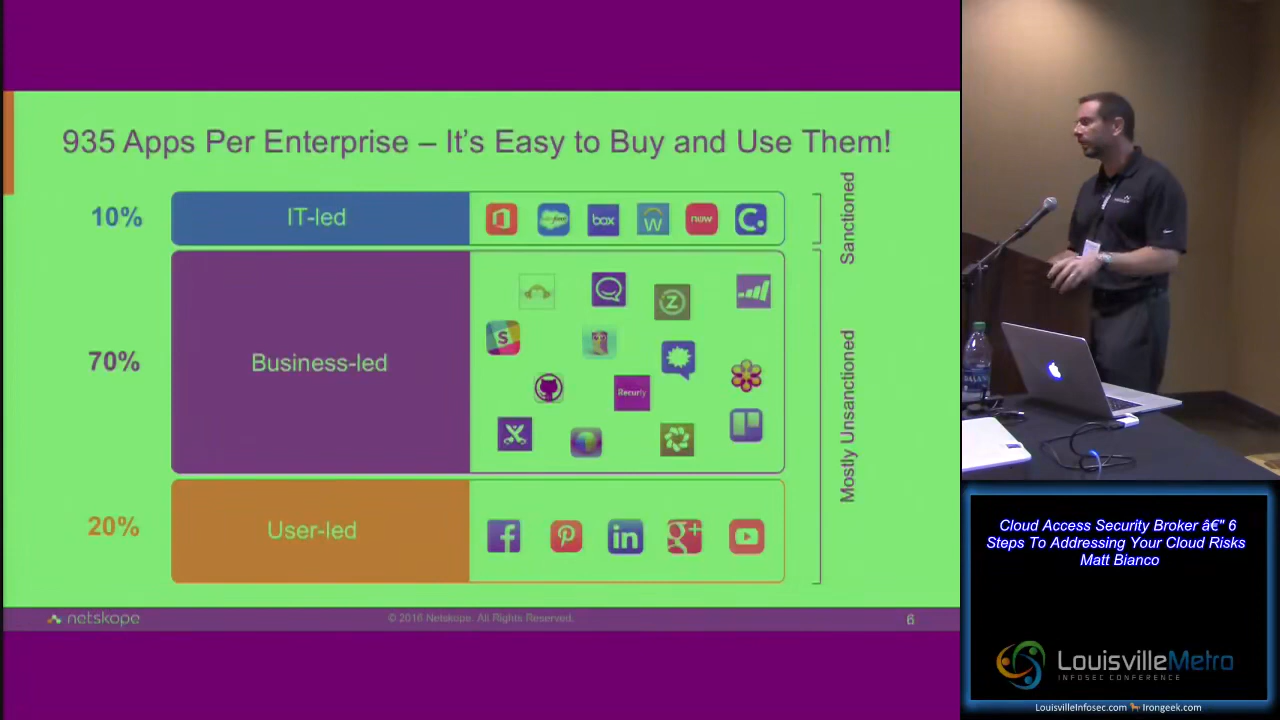 935 Apps Per Enterprise – It's Easy to Buy and Use Them!
10%
IT-led
box
W
now
C.
Sanctioned
70%
Business-led
Z
S
Recurly
Mostly Unsanctioned
20%
User-led
f
in
g+
netskope
© 2016 Netskope. All Rights Reserved.
6
Cloud Access Security Broker â€" 6
Steps To Addressing Your Cloud Risks
Matt Bianco
LouisvilleMetro
INFOSEC CONFERENCE
LouisvilleInfosec.com Irongeek.com